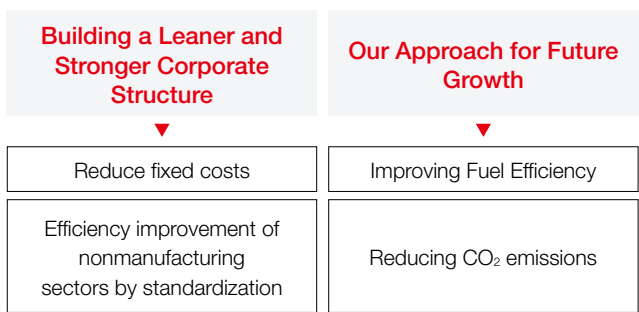 Building a Leaner and
Stronger Corporate
Structure
Reduce fixed costs
Efficiency improvement of
nonmanufacturing
sectors by standardization
Our Approach for Future
Growth
Improving Fuel Efficiency
Reducing CO₂ emissions